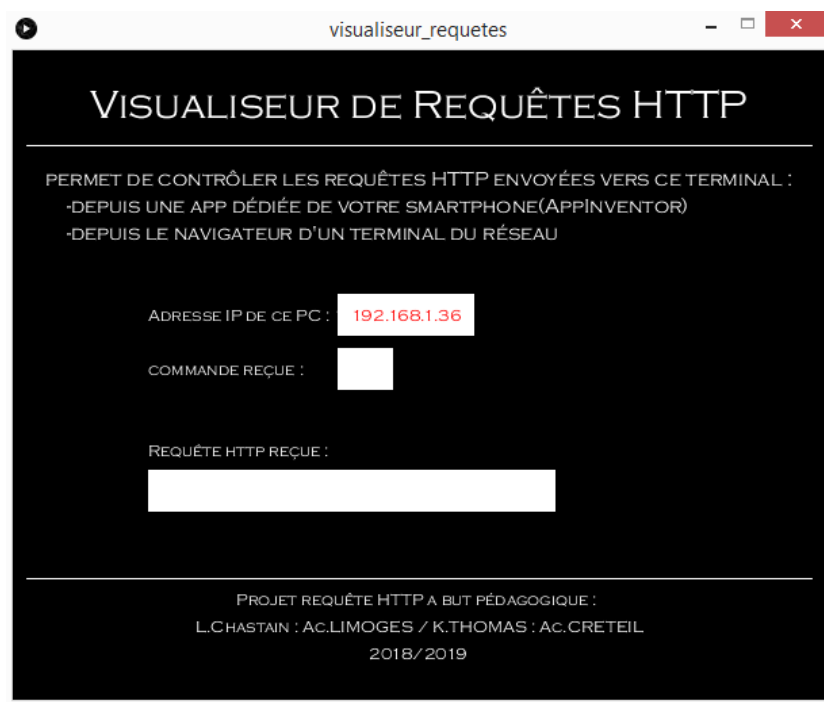 visualiseur_requetes
VISUALISEUR DE REQUÊTES HTTP
PERMET DE CONTRÔLER LES REQUÊTES HTTP ENVOYÉES VERS CE TERMINAL :
-DEPUIS UNE APP DÉDIÉE DE VOTRE SMARTPHONE(APPINVENTOR)
-DEPUIS LE NAVIGATEUR D'UN TERMINAL DU RÉSEAU
ADRESSE IP DE CE PC : 192.168.1.36
COMMANDE REÇUE :
REQUÊTE HTTP REÇUE :
PROJET REQUÊTE HTTP A BUT PÉDAGOGIQUE :
L.CHASTAIN : AC.LIMOGES / K.THOMAS : AC.CRETEIL
2018/2019